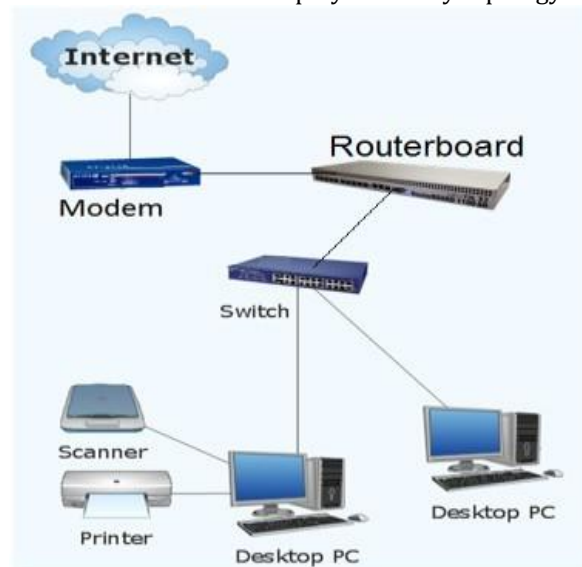 Internet
Routerboard
Modem
Switch
Scanner
Printer
Desktop PC
Desktop PC